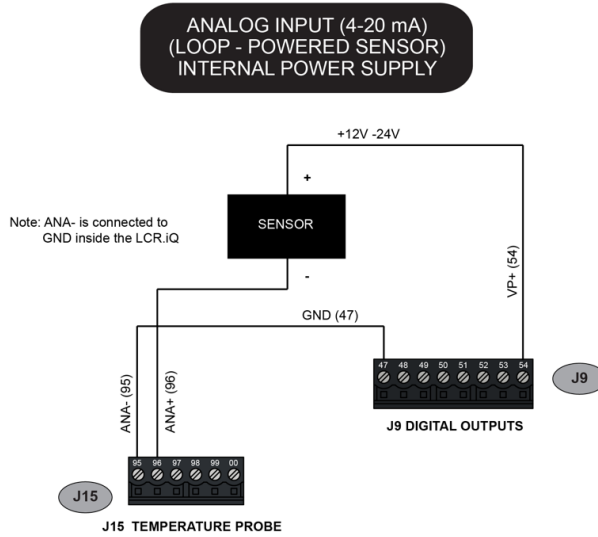 ANALOG INPUT (4-20 mA)
(LOOP - POWERED SENSOR)
INTERNAL POWER SUPPLY
+12V -24V
+
SENSOR
Note: ANA- is connected to
GND inside the LCR.iQ
-
VP+ (54)
GND (47)
ANA- (95)
ANA+ (96)
47 48 49 50 51 52 53 54
J9
J9 DIGITAL OUTPUTS
95 96 97 98 99 00
J15
J15 TEMPERATURE PROBE